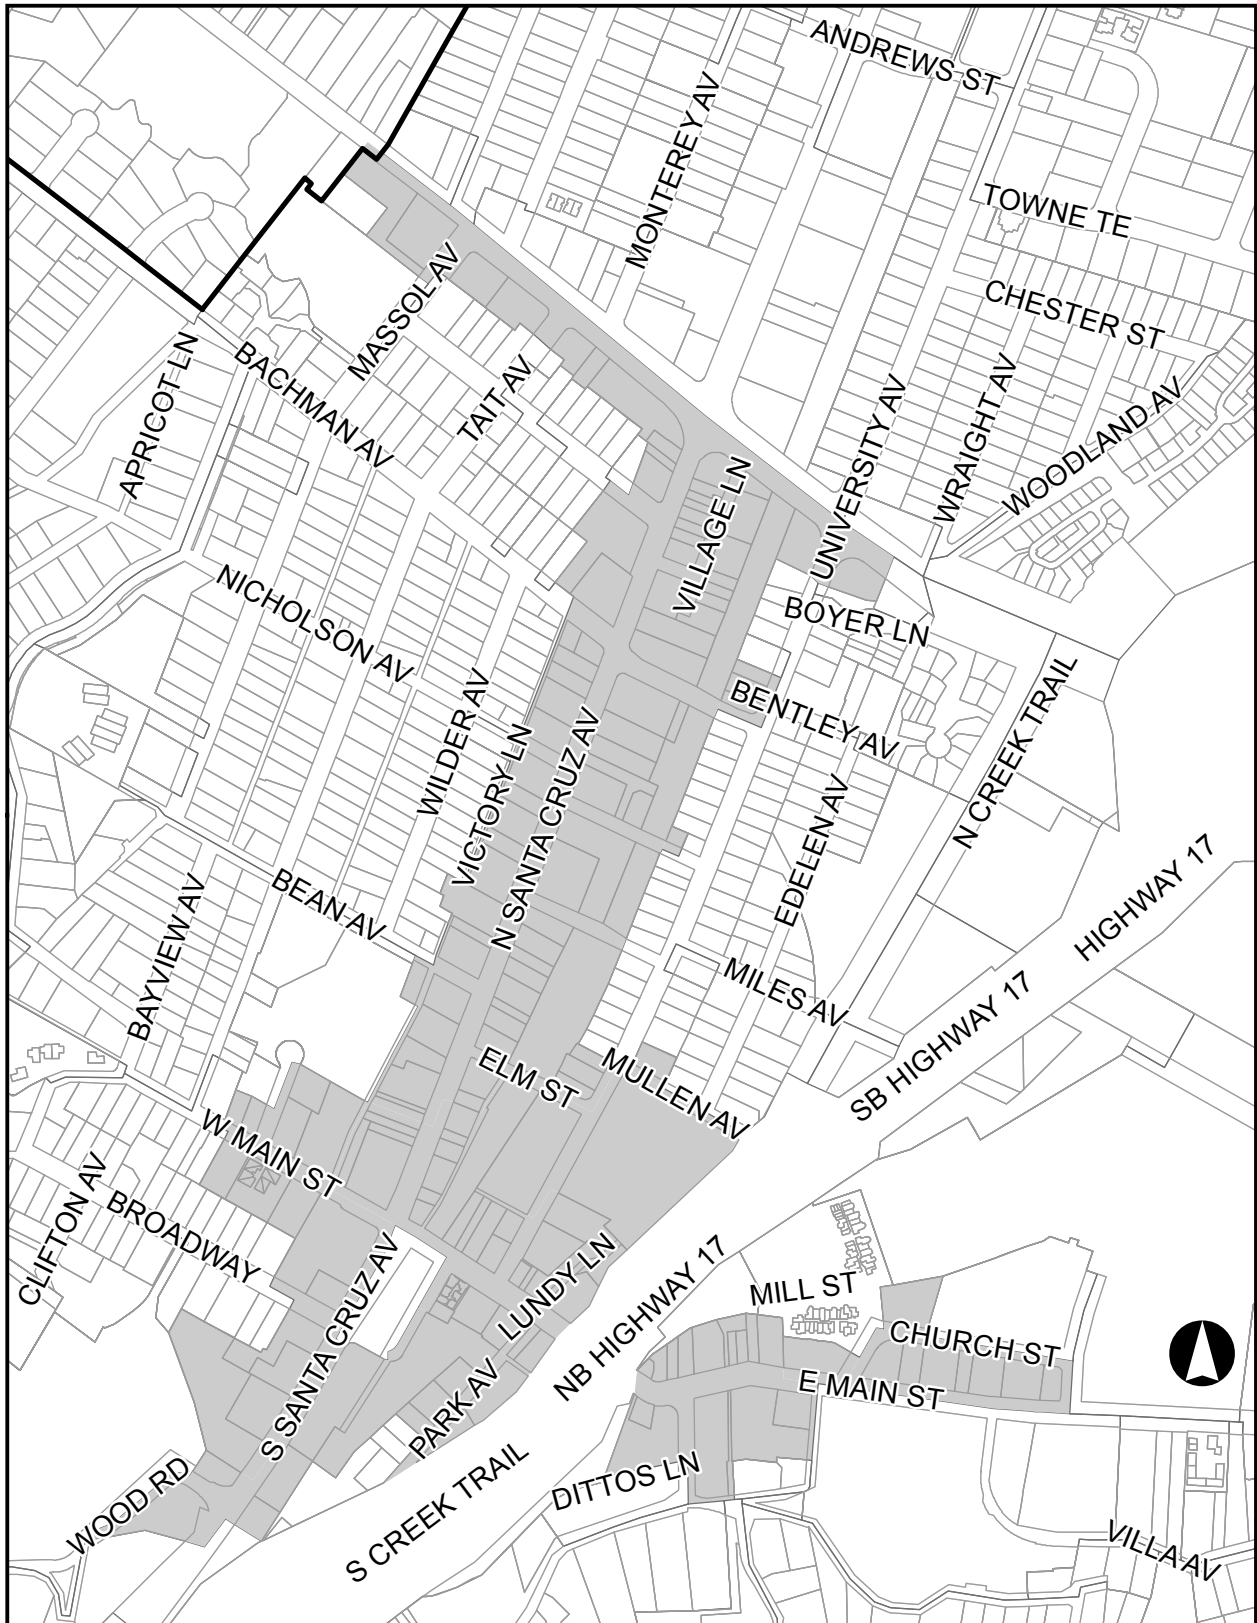 ANDREWS ST
MONTEREY AV
TOWNE TE
MASSOL AV
CHESTER ST
APRICOT LN
BACHMAN AV
TAIT AV
UNIVERSITY AV
WRAIGHT AV
WOODLAND AV
VILLAGE LN
NICHOLSON AV
BOYER LN
WILDER AV
VICTORY LN
N SANTA CRUZ AV
BENTLEY AV
N CREEK TRAIL
EDELEN AV
BEAN AV
BAYVIEW AV
HIGHWAY 17
MILES AV
SB HIGHWAY 17
ELM ST
MULLEN AV
W MAIN ST
CLIFTON AV
BROADWAY
S SANTA CRUZ AV
LUNDY LN
NB HIGHWAY 17
MILL ST
CHURCH ST
E MAIN ST
PARK AV
WOOD RD
S CREEK TRAIL
DITTOS LN
VILLA AV